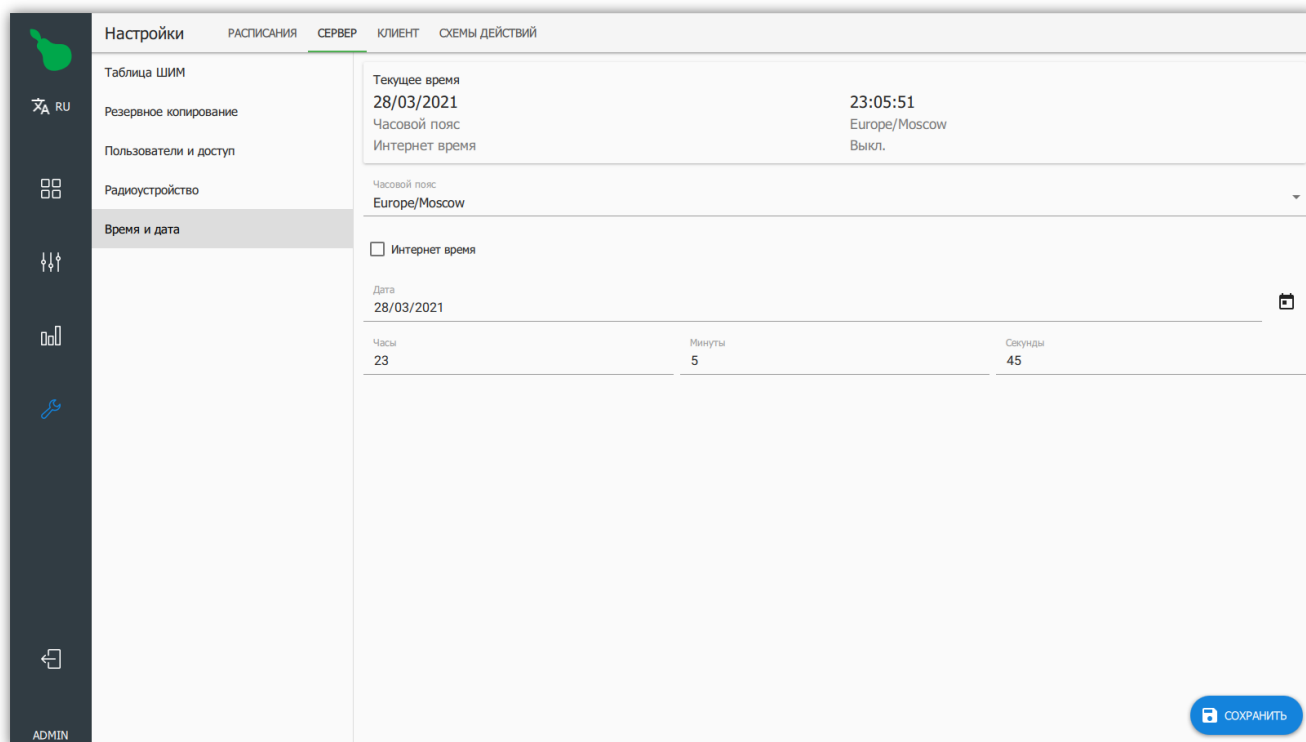 Настройки РАСПИСАНИЯ СЕРВЕР КЛИЕНТ СХЕМЫ ДЕЙСТВИЙ
RU
ADMIN
Таблица ШИМ
Резервное копирование
Пользователи и доступ
Радиоустройство
Время и дата
Текущее время
28/03/2021 23:05:51
Часовой пояс Europe/Moscow
Интернет время Выкл.
Часовой пояс
Europe/Moscow
Интернет время
Дата
28/03/2021
Часы Минуты Секунды
23 5 45
СОХРАНИТЬ